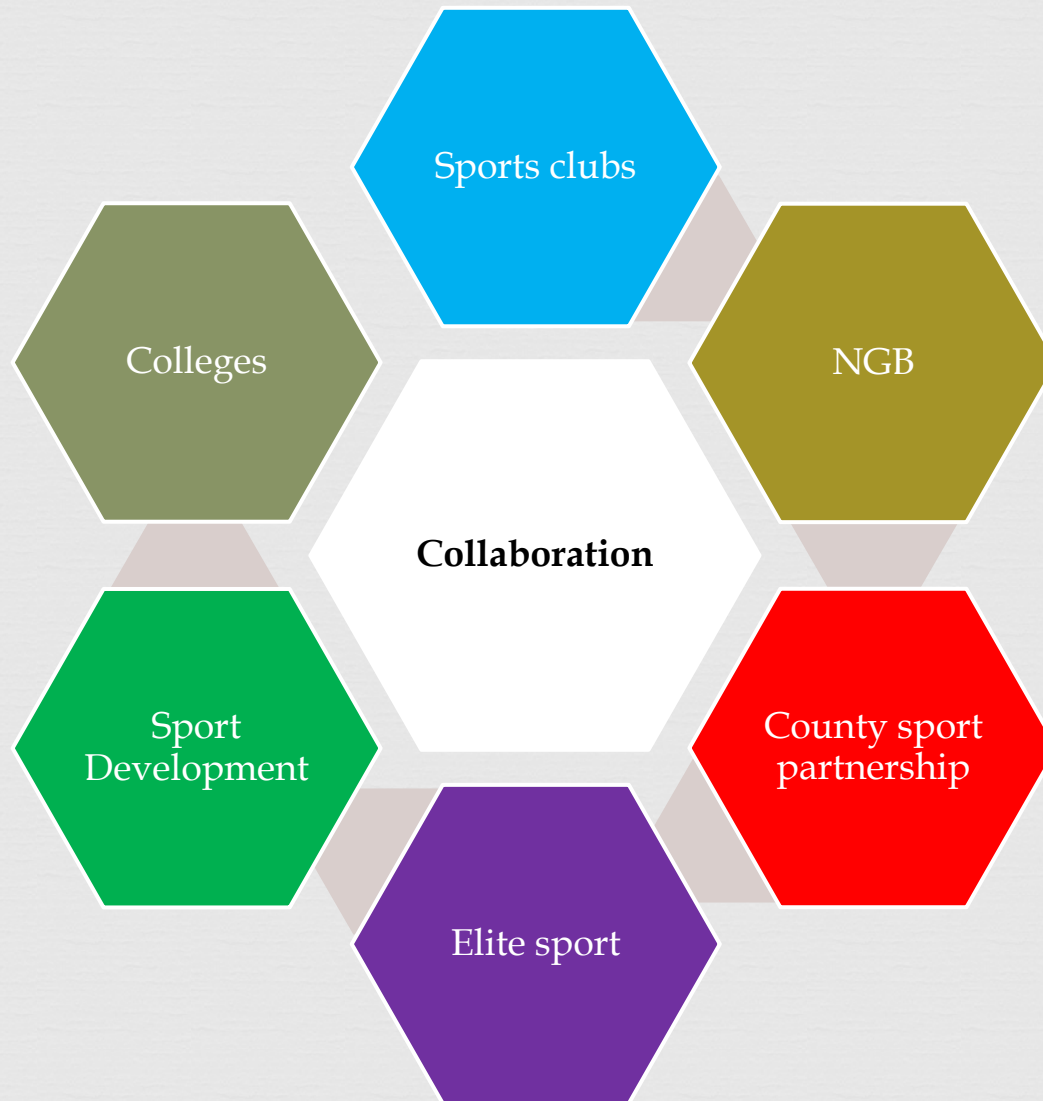 Sports clubs
Colleges
NGB
Collaboration
Sport
Development
County sport
partnership
Elite sport